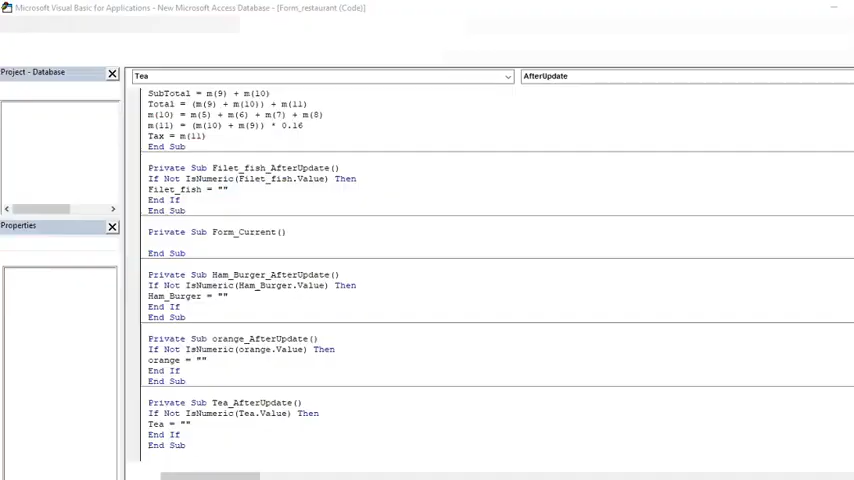 Microsoft Visual Basic for Applications - New Microsoft Access Database - [Form_restaurant (Code)]
Project - Database
Tea
AfterUpdate
SubTotal = m(9) + m(10)
Total = (m(9) + m(10)) + m(11)
m(10) = m(5) + m(6) + m(7) + m(8)
m(11) = (m(10) + m(9)) * 0.16
Tax = m(11)
End Sub
Private Sub Filet_fish_AfterUpdate()
If Not IsNumeric(Filet_fish.Value) Then
Filet_fish = ""
End If
End Sub
Properties
Private Sub Form_Current()
End Sub
Private Sub Ham_Burger_AfterUpdate()
If Not IsNumeric(Ham_Burger.Value) Then
Ham_Burger = ""
End If
End Sub
Private Sub orange_AfterUpdate()
If Not IsNumeric(orange.Value) Then
orange = ""
End If
End Sub
Private Sub Tea_AfterUpdate()
If Not IsNumeric(Tea.Value) Then
Tea = ""
End If
End Sub